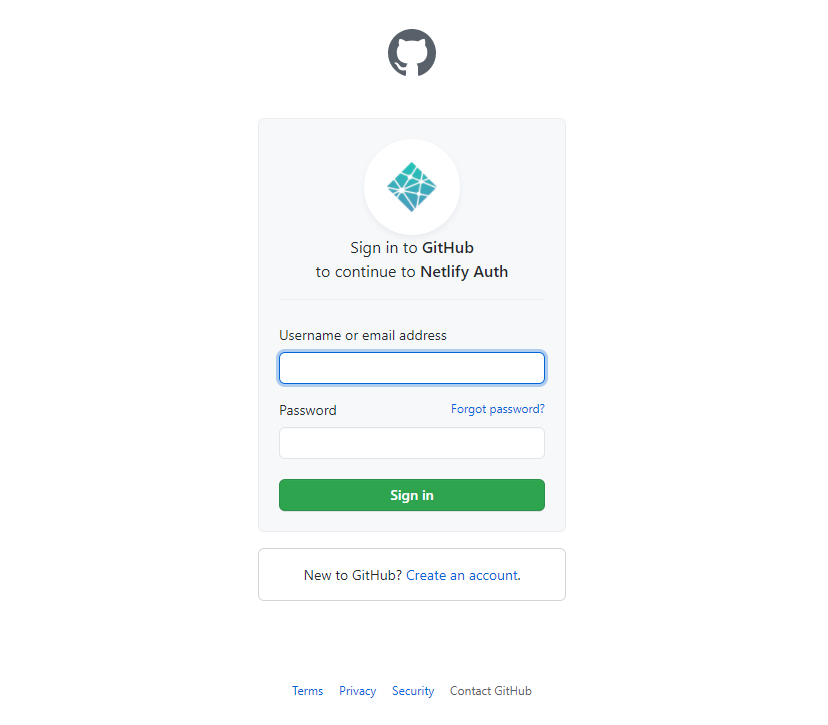 Sign in to GitHub
to continue to Netlify Auth
Username or email address
Password Forgot password?
Sign in
New to GitHub? Create an account.
Terms Privacy Security Contact GitHub